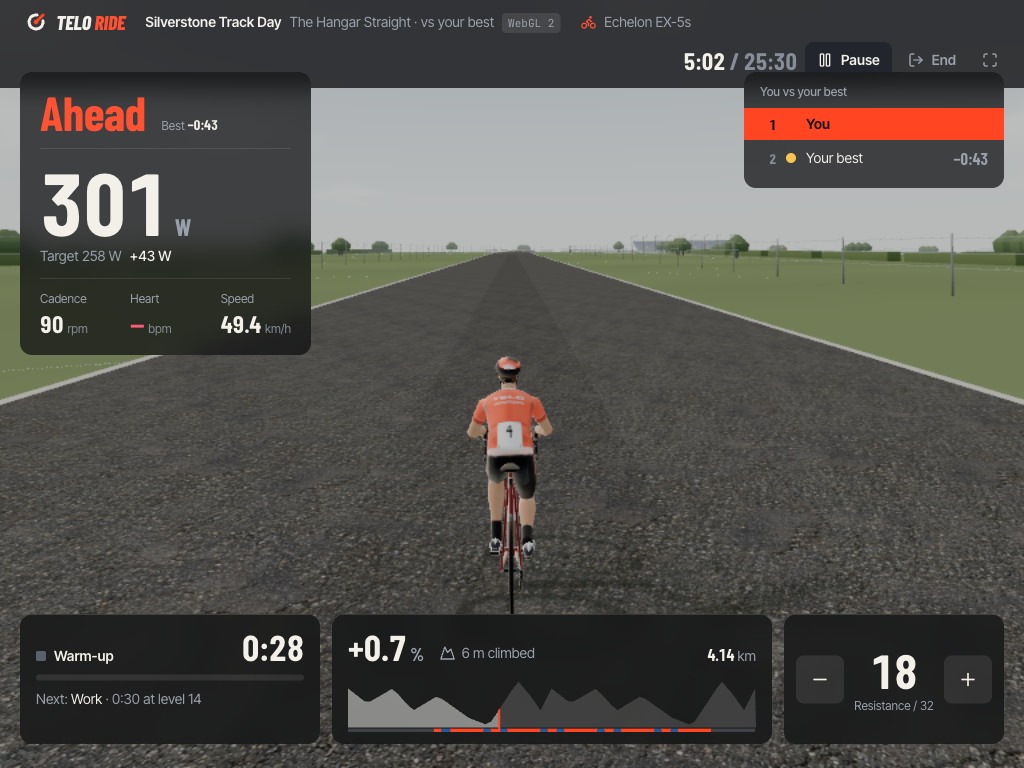 TELO RIDE Silverstone Track Day The Hangar Straight · vs your best WebGL 2 Echelon EX-5s
5:02 / 25:30 Pause End
Ahead Best −0:43
301 W
Target 258 W +43 W
Cadence Heart Speed
90 rpm – bpm 49.4 km/h
You vs your best
1 You
2 Your best −0:43
TELO
4
Warm-up 0:28
Next: Work · 0:30 at level 14
+0.7 % 6 m climbed 4.14 km
− 18 +
Resistance / 32